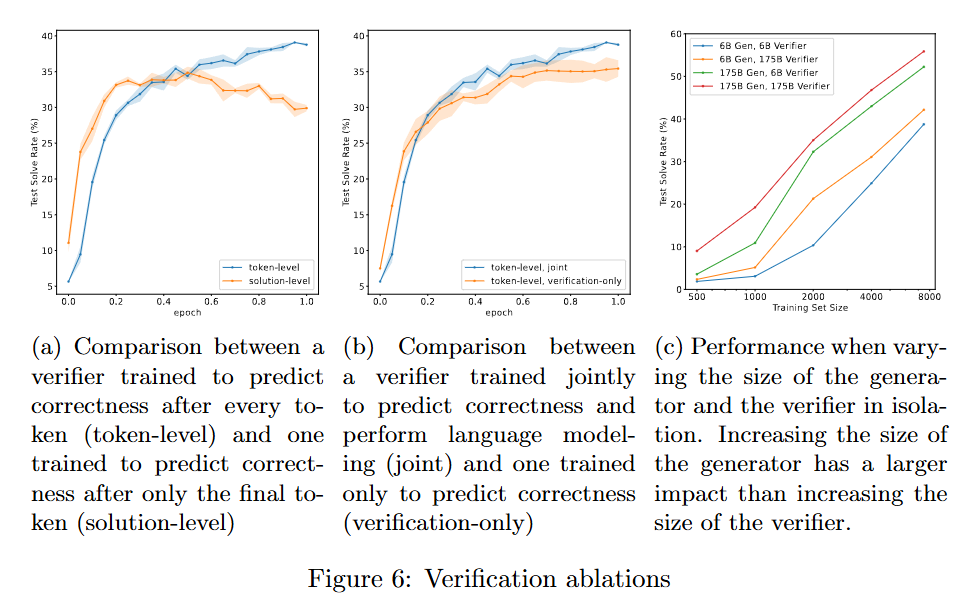 40
35
30
25
20
15
10
5
Test Solve Rate (%)
0.0 0.2 0.4 0.6 0.8 1.0
epoch
token-level
solution-level
40
35
30
25
20
15
10
5
Test Solve Rate (%)
0.0 0.2 0.4 0.6 0.8 1.0
epoch
token-level, joint
token-level, verification-only
60
50
40
30
20
10
0
Test Solve Rate (%)
500 1000 2000 4000 8000
Training Set Size
6B Gen, 6B Verifier
6B Gen, 175B Verifier
175B Gen, 6B Verifier
175B Gen, 175B Verifier
(a) Comparison between a
verifier trained to predict
correctness after every to-
ken (token-level) and one
trained to predict correct-
ness after only the final to-
ken (solution-level)
(b) Comparison between
a verifier trained jointly
to predict correctness and
perform language model-
ing (joint) and one trained
only to predict correctness
(verification-only)
(c) Performance when vary-
ing the size of the genera-
tor and the verifier in isola-
tion. Increasing the size of
the generator has a larger
impact than increasing the
size of the verifier.
Figure 6: Verification ablations